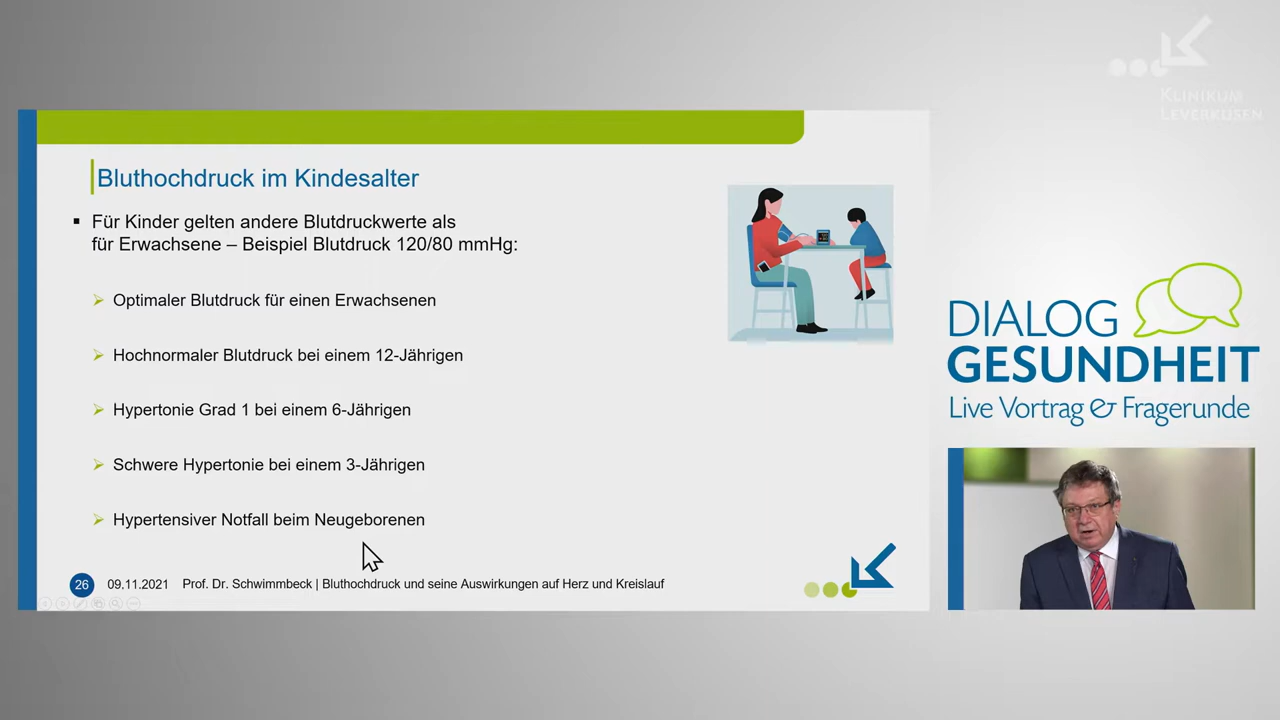 KLINIKUM
LEVERKUSEN
Bluthochdruck im Kindesalter
Für Kinder gelten andere Blutdruckwerte als
für Erwachsene – Beispiel Blutdruck 120/80 mmHg:
Optimaler Blutdruck für einen Erwachsenen
Hochnormaler Blutdruck bei einem 12-Jährigen
Hypertonie Grad 1 bei einem 6-Jährigen
Schwere Hypertonie bei einem 3-Jährigen
Hypertensiver Notfall beim Neugeborenen
26 09.11.2021 Prof. Dr. Schwimmbeck | Bluthochdruck und seine Auswirkungen auf Herz und Kreislauf
DIALOG
GESUNDHEIT
Live Vortrag & Fragerunde